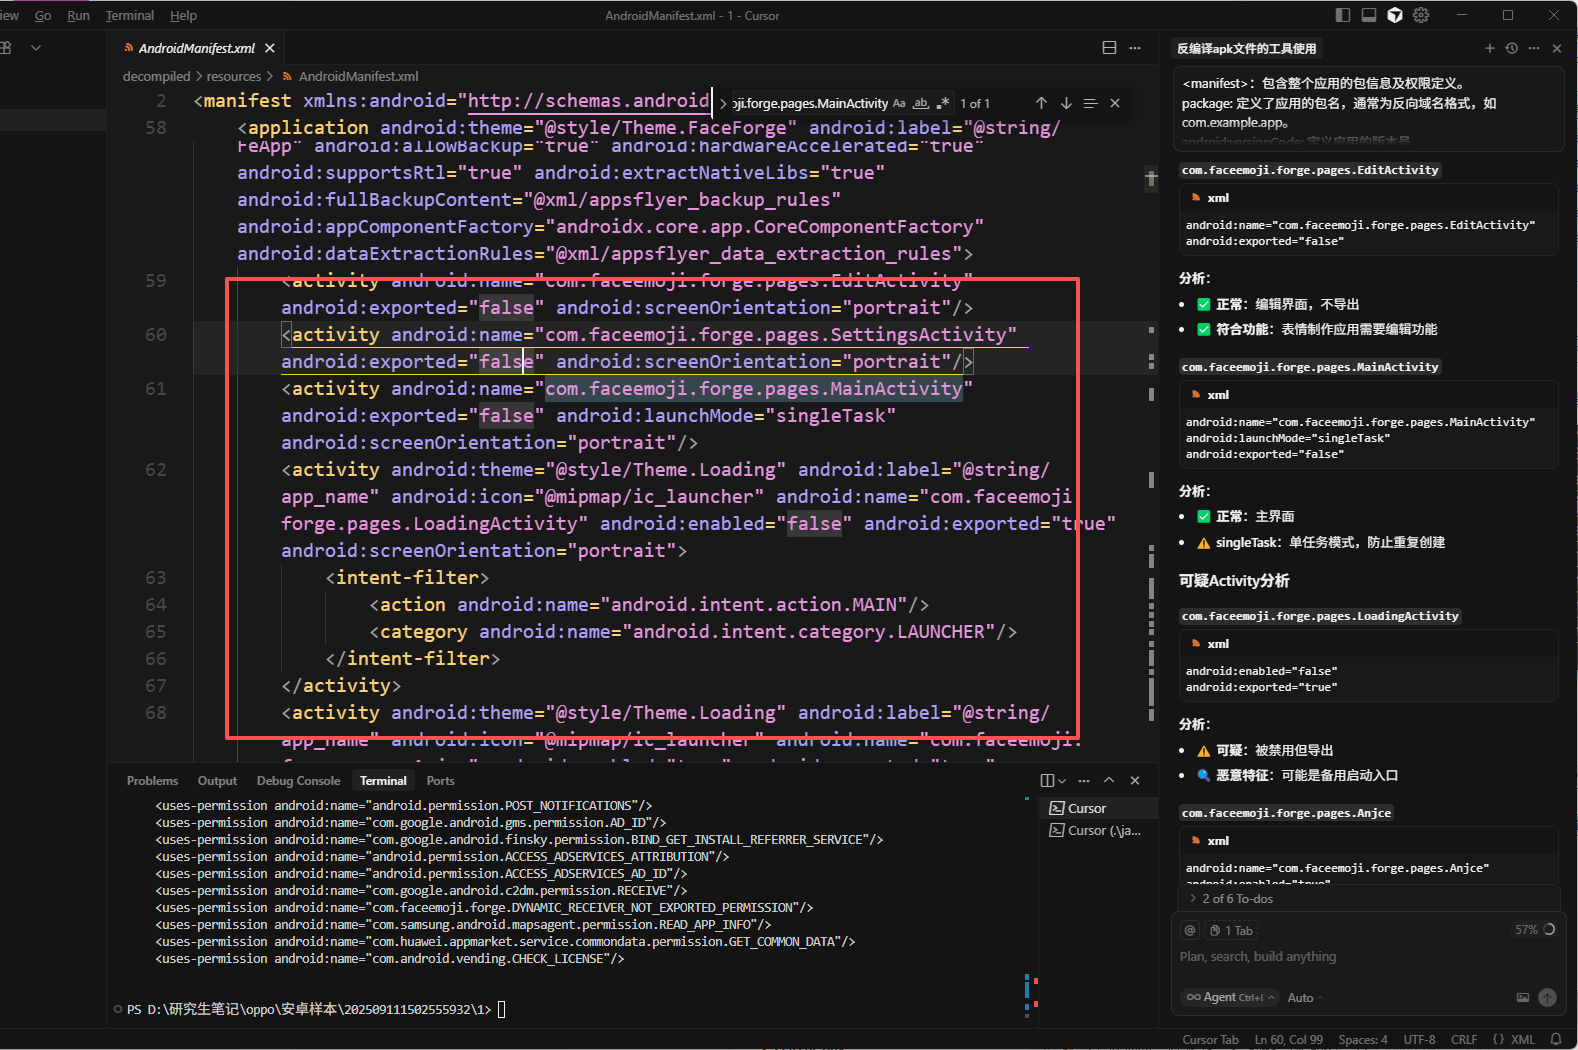 iew Go Run Terminal Help
AndroidManifest.xml - 1 - Cursor
AndroidManifest.xml
decompiled > resources > AndroidManifest.xml
oji.forge.pages.MainActivity Aa ab 1 of 1
2 <manifest xmlns:android="http://schemas.android
58 <application android:theme="@style/Theme.FaceForge" android:label="@string/
FeApp" android:allowBackup="true" android:hardwareAccelerated="true"
android:supportsRtl="true" android:extractNativeLibs="true"
android:fullBackupContent="@xml/appsflyer_backup_rules"
android:appComponentFactory="androidx.core.app.CoreComponentFactory"
android:dataExtractionRules="@xml/appsflyer_data_extraction_rules">
59 <activity android:name="com.faceemoji.forge.pages.EditActivity"
android:exported="false" android:screenOrientation="portrait"/>
60 <activity android:name="com.faceemoji.forge.pages.SettingsActivity"
android:exported="false" android:screenOrientation="portrait"/>
61 <activity android:name="com.faceemoji.forge.pages.MainActivity"
android:exported="false" android:launchMode="singleTask"
android:screenOrientation="portrait"/>
62 <activity android:theme="@style/Theme.Loading" android:label="@string/
app_name" android:icon="@mipmap/ic_launcher" android:name="com.faceemoji
forge.pages.LoadingActivity" android:enabled="false" android:exported="true"
android:screenOrientation="portrait">
63 <intent-filter>
64 <action android:name="android.intent.action.MAIN"/>
65 <category android:name="android.intent.category.LAUNCHER"/>
66 </intent-filter>
67 </activity>
68 <activity android:theme="@style/Theme.Loading" android:label="@string/
app_name" android:icon="@mipmap/ic_launcher" android:name="com.faceemoji.
Problems Output Debug Console Terminal Ports
<uses-permission android:name="android.permission.POST_NOTIFICATIONS"/>
<uses-permission android:name="com.google.android.gms.permission.AD_ID"/>
<uses-permission android:name="com.google.android.finsky.permission.BIND_GET_INSTALL_REFERRER_SERVICE"/>
<uses-permission android:name="android.permission.ACCESS_ADSERVICES_ATTRIBUTION"/>
<uses-permission android:name="android.permission.ACCESS_ADSERVICES_AD_ID"/>
<uses-permission android:name="com.google.android.c2dm.permission.RECEIVE"/>
<uses-permission android:name="com.faceemoji.forge.DYNAMIC_RECEIVER_NOT_EXPORTED_PERMISSION"/>
<uses-permission android:name="com.samsung.android.mapsagent.permission.READ_APP_INFO"/>
<uses-permission android:name="com.huawei.appmarket.service.commondata.permission.GET_COMMON_DATA"/>
<uses-permission android:name="com.android.vending.CHECK_LICENSE"/>
PS D:\研究生笔记\oppo\安卓样本\202509111502555932\1>
Cursor
Cursor (.\ja...
反编译apk文件的工具使用
<manifest>：包含整个应用的包信息及权限定义。
package: 定义了应用的包名，通常为反向域名格式，如
com.example.app。
android:versionCode: 定义应用的版本号
com.faceemoji.forge.pages.EditActivity
xml
android:name="com.faceemoji.forge.pages.EditActivity"
android:exported="false"
分析：
正常：编辑界面，不导出
符合功能：表情制作应用需要编辑功能
com.faceemoji.forge.pages.MainActivity
xml
android:name="com.faceemoji.forge.pages.MainActivity"
android:launchMode="singleTask"
android:exported="false"
分析：
正常：主界面
singleTask：单任务模式，防止重复创建
可疑Activity分析
com.faceemoji.forge.pages.LoadingActivity
xml
android:enabled="false"
android:exported="true"
分析：
可疑：被禁用但导出
恶意特征：可能是备用启动入口
com.faceemoji.forge.pages.Anjce
xml
android:name="com.faceemoji.forge.pages.Anjce"
android:enabled="true"
2 of 6 To-dos
@ 1 Tab 57%
Plan, search, build anything
Agent Ctrl+I Auto
Cursor Tab Ln 60, Col 99 Spaces: 4 UTF-8 CRLF {} XML